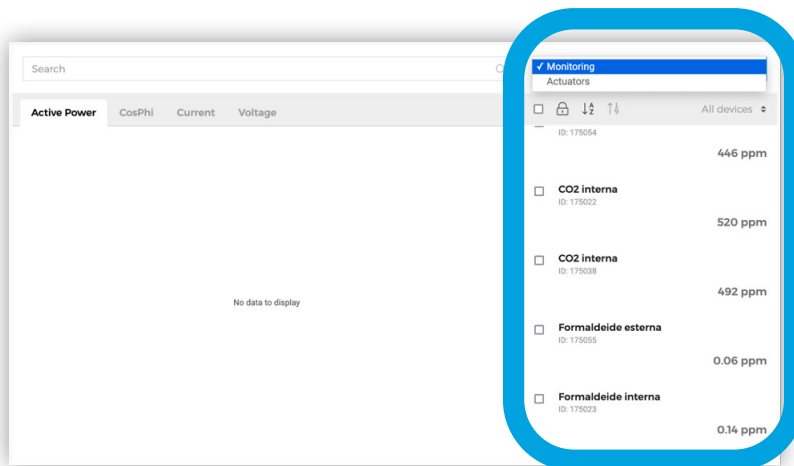 Search
✓ Monitoring
Actuators
Active Power CosPhi Current Voltage
All devices
ID: 175054
446 ppm
CO2 interna
ID: 175022
520 ppm
CO2 interna
ID: 175038
492 ppm
No data to display
Formaldeide esterna
ID: 175055
0.06 ppm
Formaldeide interna
ID: 175023
0.14 ppm